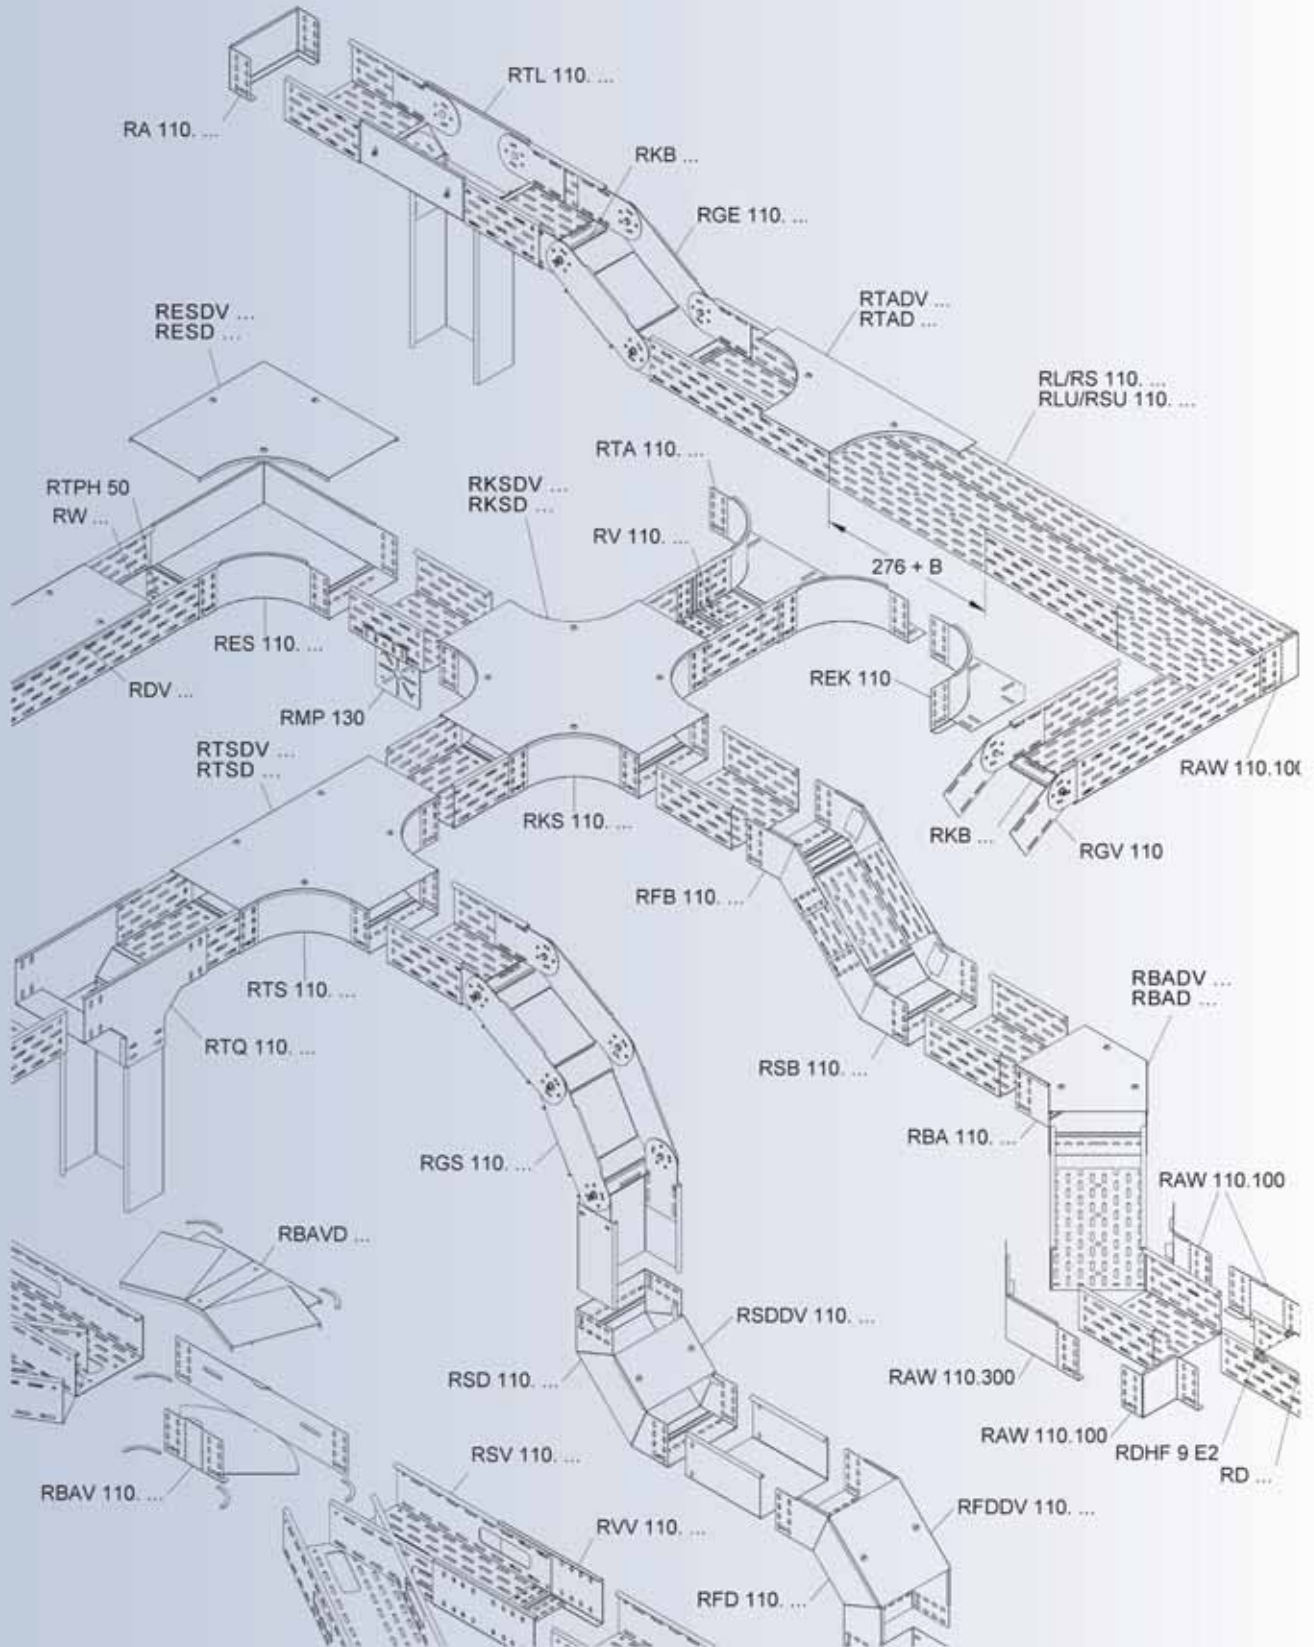 RTL 110. ...
RA 110. ...
RKB ...
RGE 110. ...
RESDV ...
RESD ...
RTADV ...
RTAD ...
RL/RS 110. ...
RLU/RSU 110. ...
RTA 110. ...
RTPH 50
RW ...
RKSDV ...
RKSD ...
RV 110. ...
276 + B
RES 110. ...
REK 110
RDV ...
RMP 130
RTSDV ...
RTSD ...
RAW 110.100
RKS 110. ...
RKB ...
RGV 110
RFB 110. ...
RTS 110. ...
RBADV ...
RBAD ...
RTQ 110. ...
RSB 110. ...
RBA 110. ...
RGS 110. ...
RAW 110.100
RBAVD ...
RSDDV 110. ...
RSD 110. ...
RAW 110.300
RAW 110.100
RDHF 9 E2
RD ...
RSV 110. ...
RBAV 110. ...
RFDDV 110. ...
RVV 110. ...
RFD 110. ...